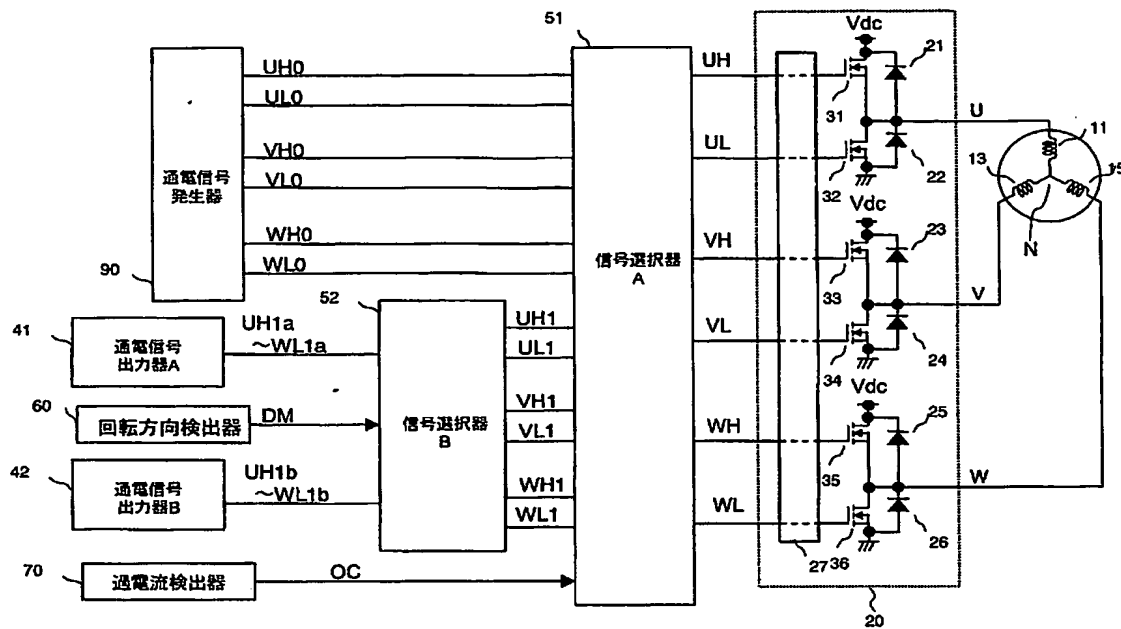 51
Vdc
UH0
UL0
VH0
VL0
WH0
WL0
通電信号
発生器
90
信号選択器
A
UH
UL
VH
VL
WH
WL
21
31
22
32
U
11
13
15
N
Vdc
23
33
V
24
34
Vdc
25
35
W
26
36
27
20
52
41
通電信号
出力器A
UH1a
～WL1a
60
回転方向検出器
DM
42
通電信号
出力器B
UH1b
～WL1b
信号選択器
B
UH1
UL1
VH1
VL1
WH1
WL1
70
過電流検出器
OC